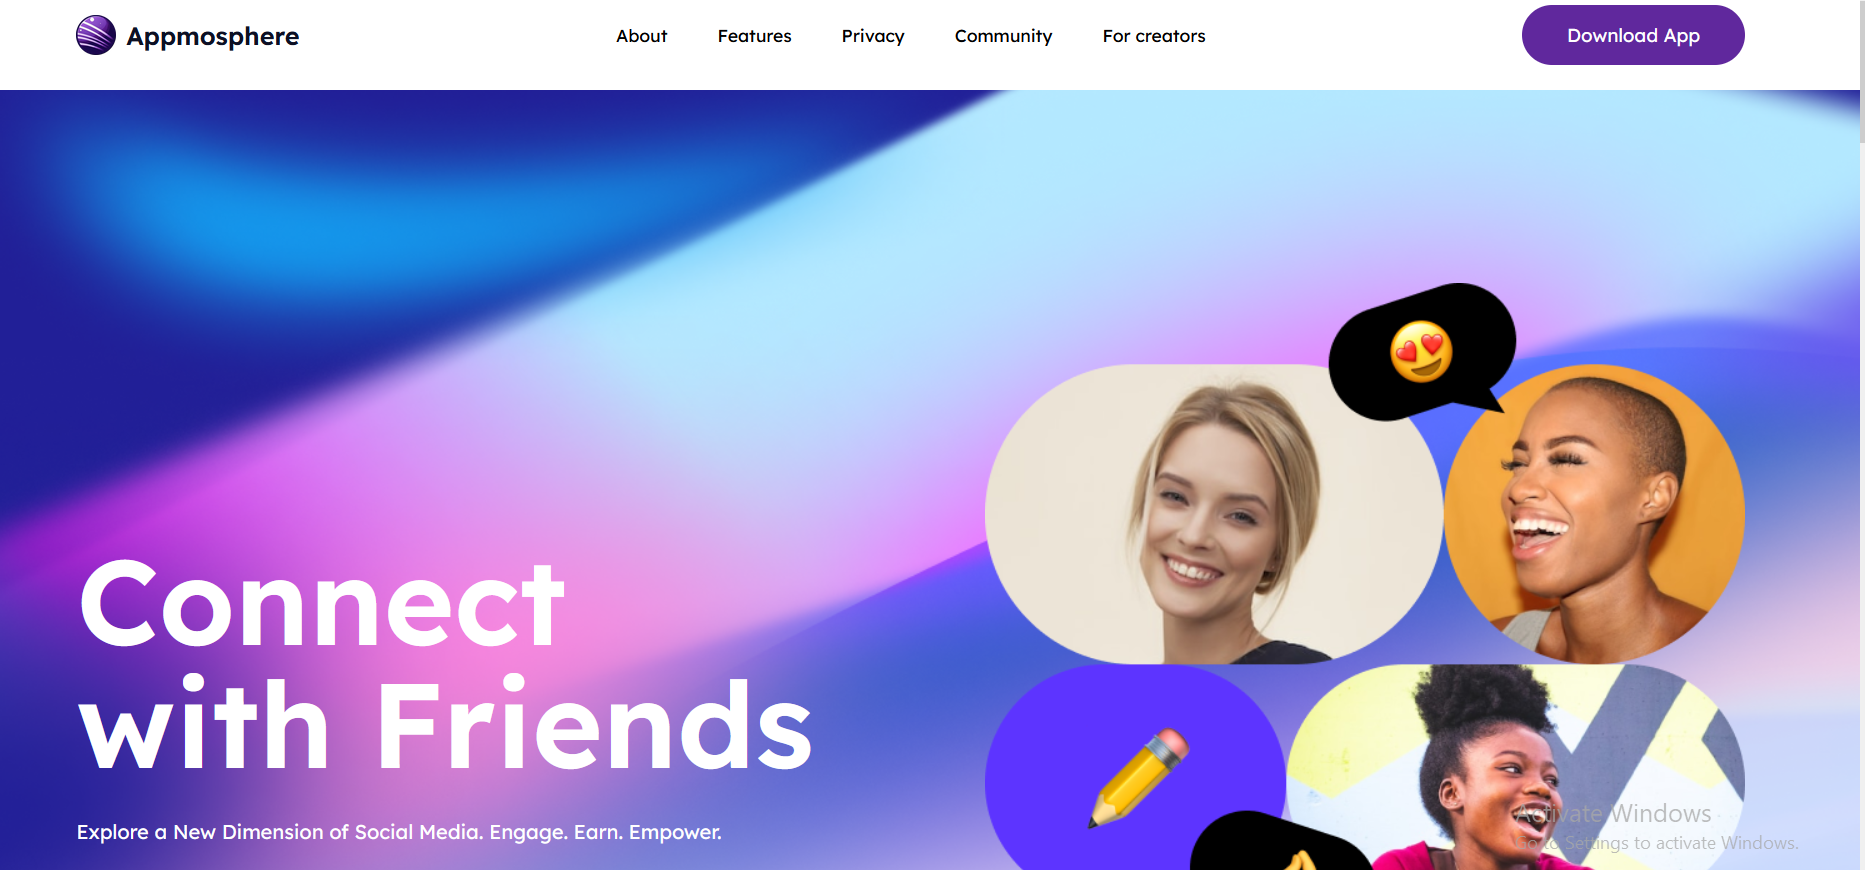 Appmosphere
About Features Privacy Community For creators
Download App
Connect
with Friends
Explore a New Dimension of Social Media. Engage. Earn. Empower.
Activate Windows
Go to Settings to activate Windows.